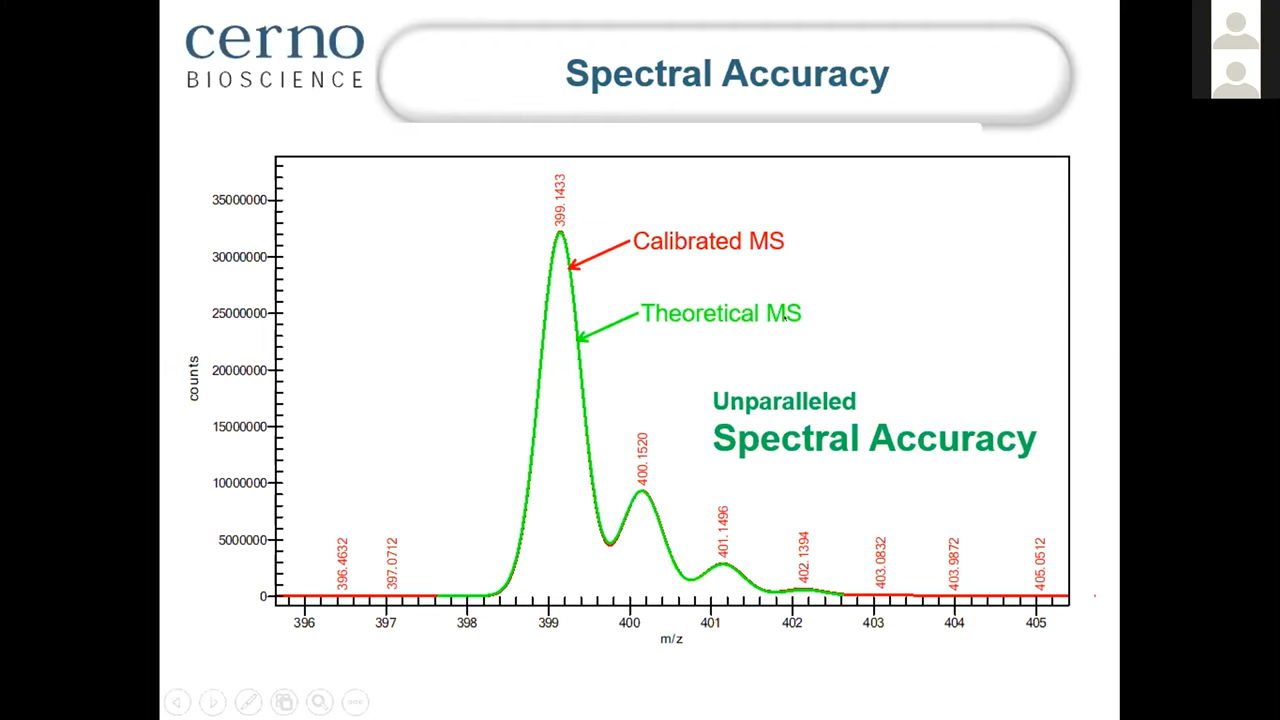 cerno
BIOSCIENCE
Spectral Accuracy
399.1433
35000000
Calibrated MS
30000000
Theoretical MS
25000000
20000000
counts
Unparalleled
Spectral Accuracy
15000000
400.1520
10000000
401.1496
402.1394
396.4632
397.0712
403.0832
403.9872
405.0512
5000000
0
396 397 398 399 400 401 402 403 404 405
m/z